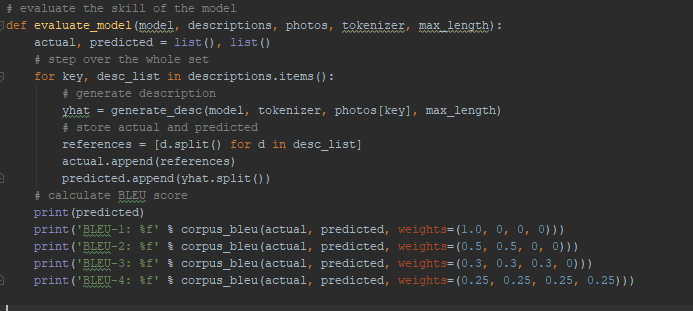 # evaluate the skill of the model
def evaluate_model(model, descriptions, photos, tokenizer, max_length):
    actual, predicted = list(), list()
    # step over the whole set
    for key, desc_list in descriptions.items():
        # generate description
        yhat = generate_desc(model, tokenizer, photos[key], max_length)
        # store actual and predicted
        references = [d.split() for d in desc_list]
        actual.append(references)
        predicted.append(yhat.split())
    # calculate BLEU score
    print(predicted)
    print('BLEU-1: %f' % corpus_bleu(actual, predicted, weights=(1.0, 0, 0, 0)))
    print('BLEU-2: %f' % corpus_bleu(actual, predicted, weights=(0.5, 0.5, 0, 0)))
    print('BLEU-3: %f' % corpus_bleu(actual, predicted, weights=(0.3, 0.3, 0.3, 0)))
    print('BLEU-4: %f' % corpus_bleu(actual, predicted, weights=(0.25, 0.25, 0.25, 0.25)))